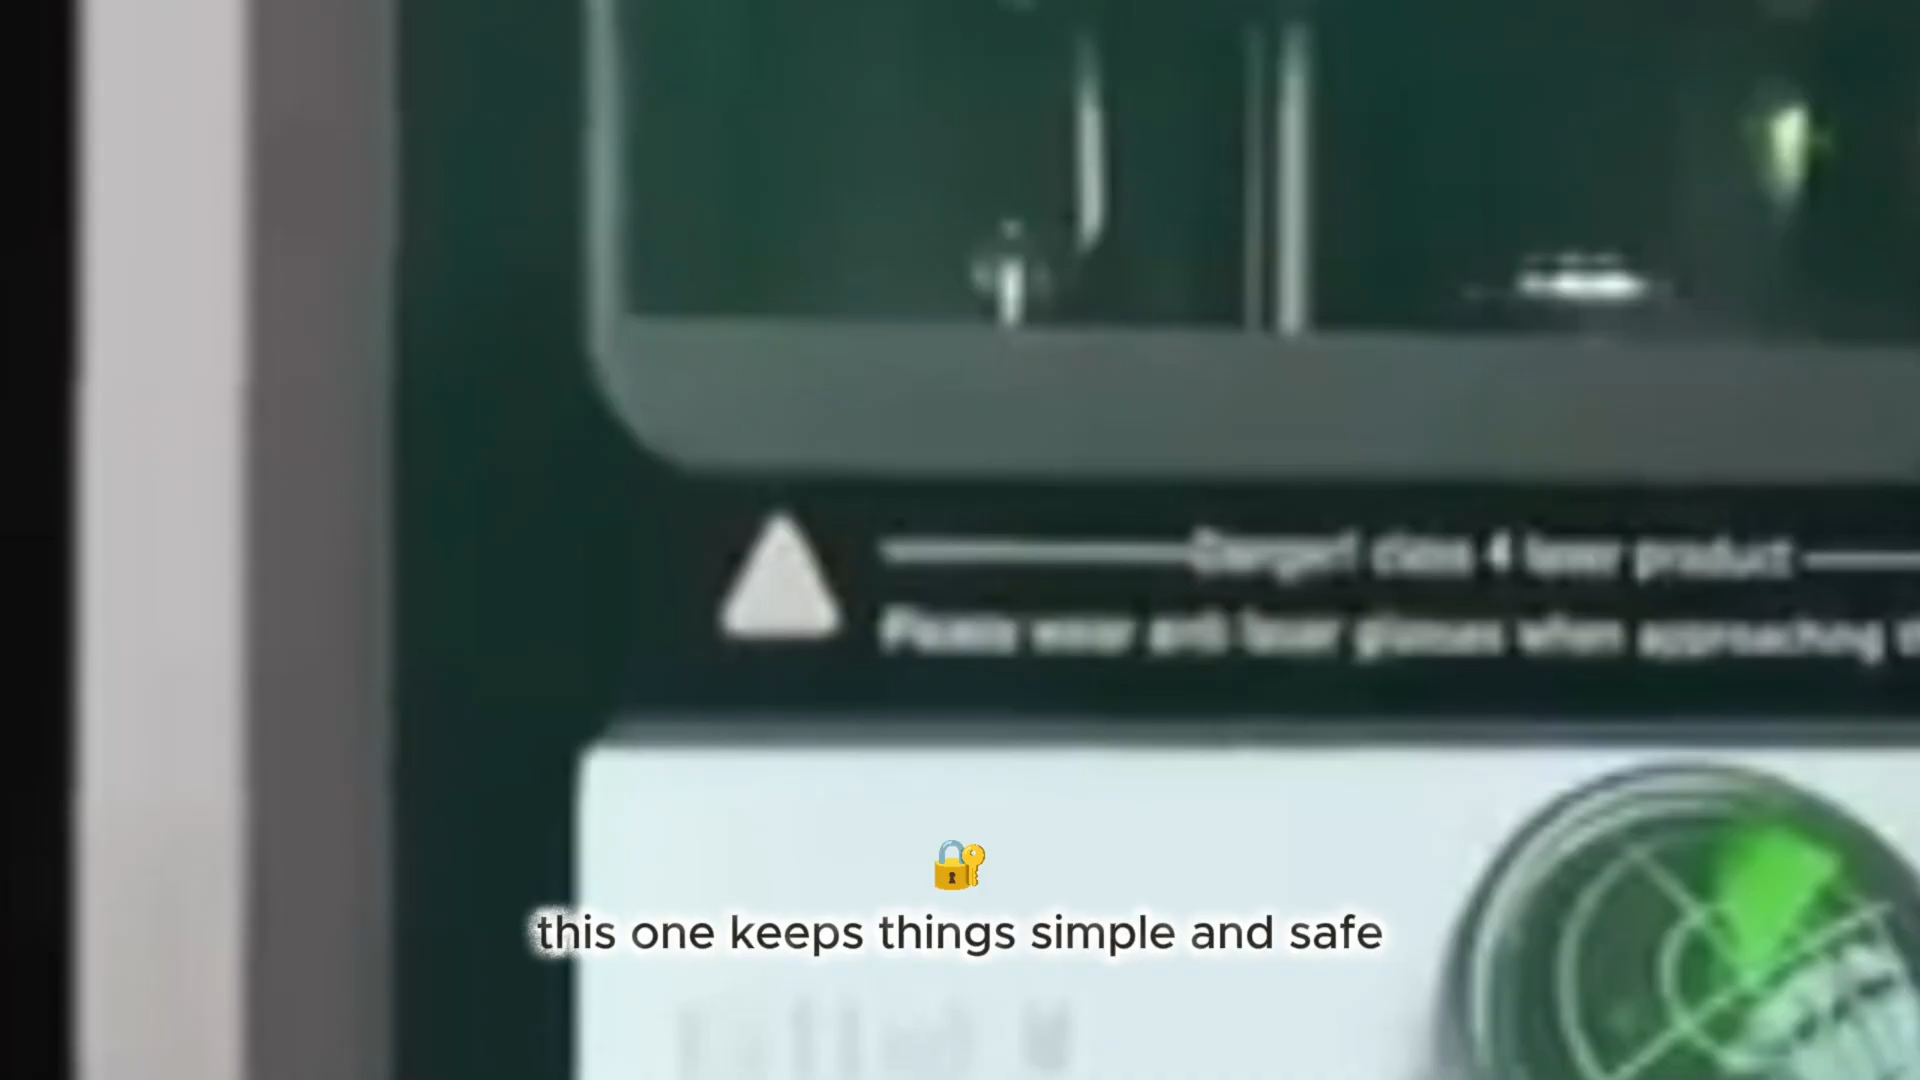 Danger! class 4 laser product
Please wear anti-laser glasses when approaching
this one keeps things simple and safe